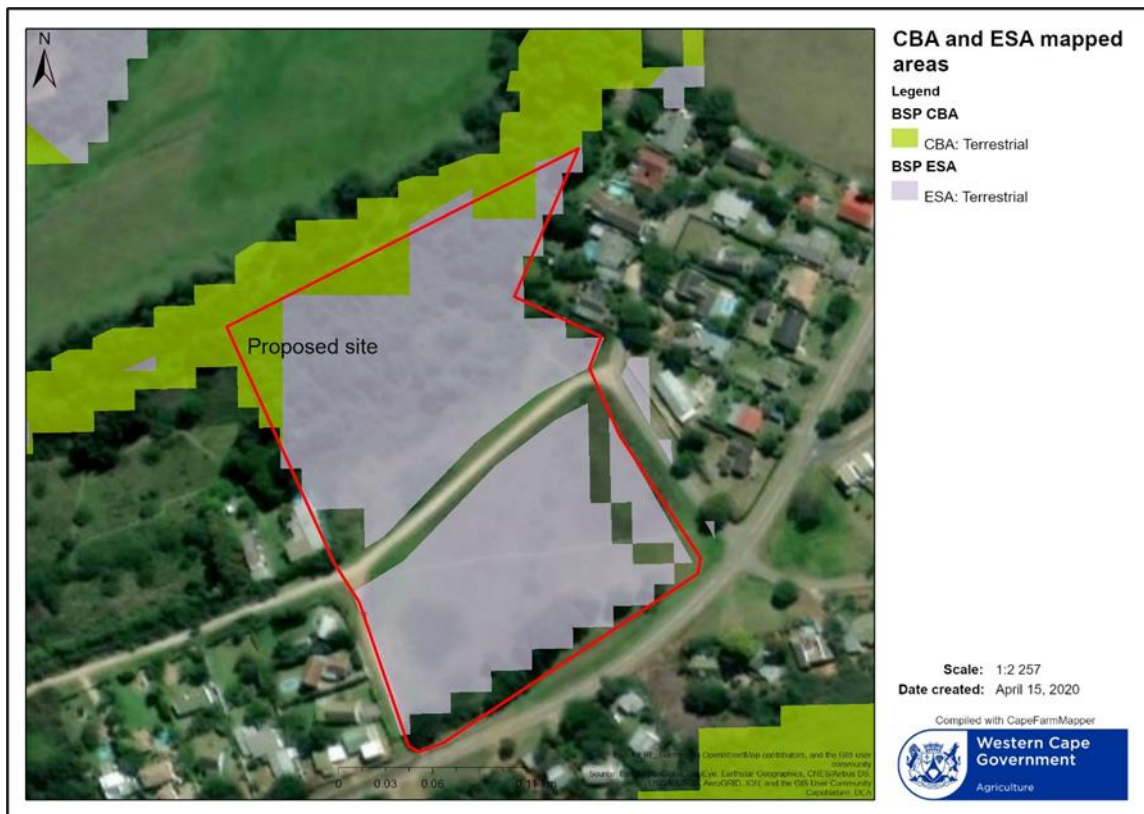 CBA and ESA mapped
areas
Legend
BSP CBA
CBA: Terrestrial
BSP ESA
ESA: Terrestrial
N
Proposed site
Scale: 1:2 257
Date created: April 15, 2020
Compiled with CapeFarmMapper
Western Cape
Government
Agriculture
0 0.03 0.06
OpenStreetMap contributors, and the GIS user
community
Earthstar Geographics, CNES/Airbus DS,
AeroGRID, IGN, and the GIS User Community
CapeNature, DEA